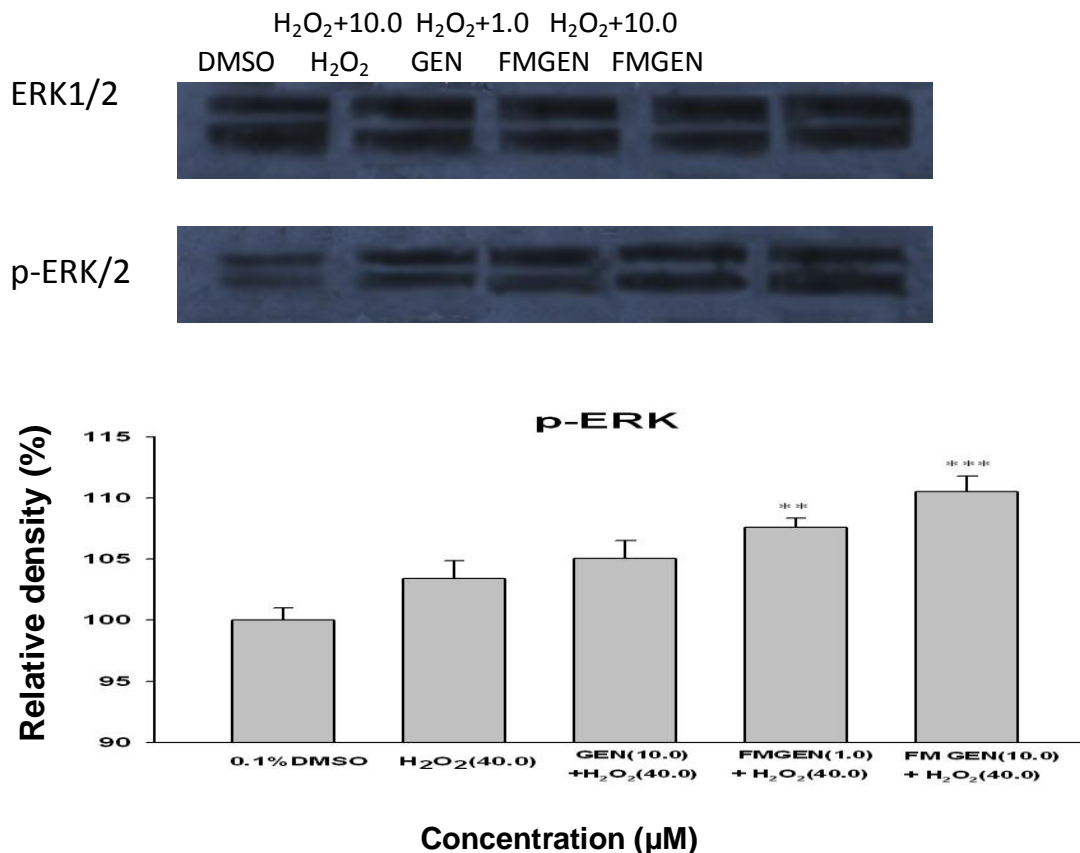 H₂O₂+10.0 H₂O₂+1.0 H₂O₂+10.0
DMSO H₂O₂ GEN FMGEN FMGEN
ERK1/2
p-ERK/2
p-ERK
Relative density (%)
115
110
105
100
95
90
**
***
0.1%DMSO H₂O₂(40.0) GEN(10.0) FMGEN(1.0) FM GEN(10.0)
+H₂O₂(40.0) + H₂O₂(40.0) + H₂O₂(40.0)
Concentration (µM)